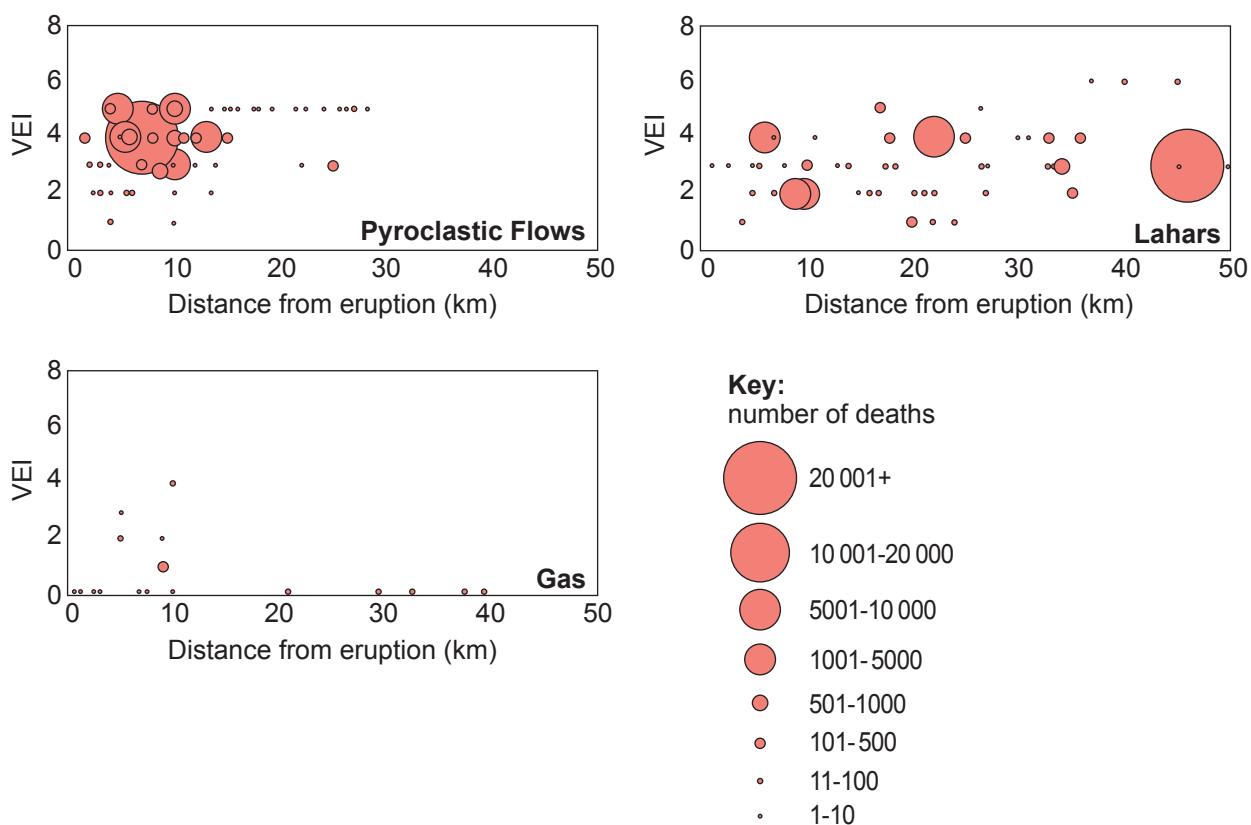 8
6
4
2
0
VEI
Pyroclastic Flows
0 10 20 30 40 50
Distance from eruption (km)
8
6
4
2
0
VEI
Lahars
0 10 20 30 40 50
Distance from eruption (km)
8
6
4
2
0
VEI
Gas
0 10 20 30 40 50
Distance from eruption (km)
Key:
number of deaths
20 001+
10 001-20 000
5001-10 000
1001-5000
501-1000
101-500
11-100
1-10